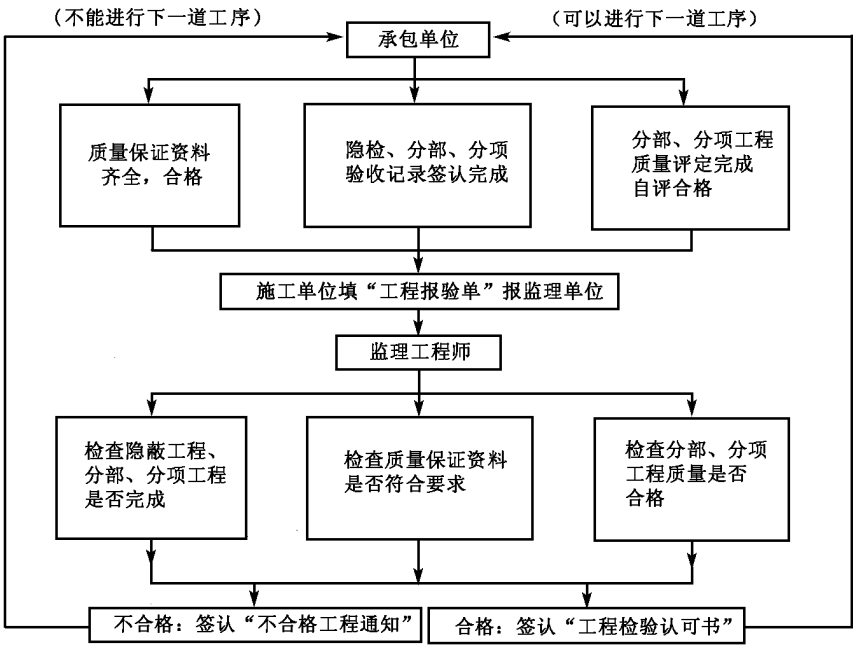 (不能进行下一道工序)
(可以进行下一道工序)
承包单位
质量保证资料
齐全，合格
隐检、分部、分项
验收记录签认完成
分部、分项工程
质量评定完成
自评合格
施工单位填“工程报验单”报监理单位
监理工程师
检查隐蔽工程、
分部、分项工程
是否完成
检查质量保证资料
是否符合要求
检查分部、分项
工程质量是否
合格
不合格：签认“不合格工程通知”
合格：签认“工程检验认可书”